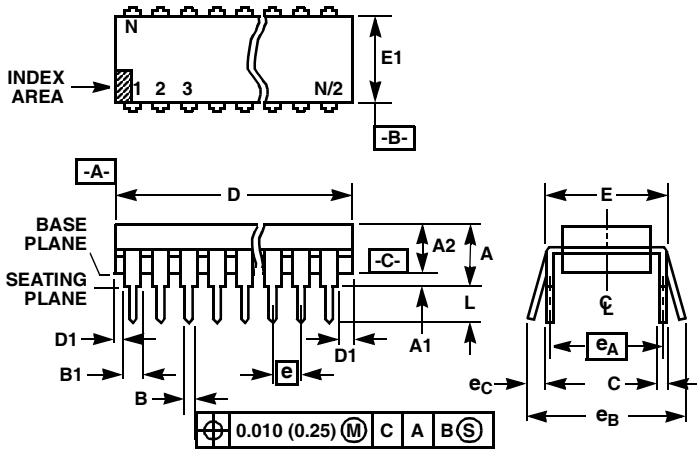 N
INDEX
AREA
1 2 3 N/2
E1
-B-
-A-
D
E
BASE
PLANE
A2
A
-C-
SEATING
PLANE
L
C
L
D1
A1
D1
eA
B1
e
eC
C
B
eB
0.010 (0.25) M C A B S